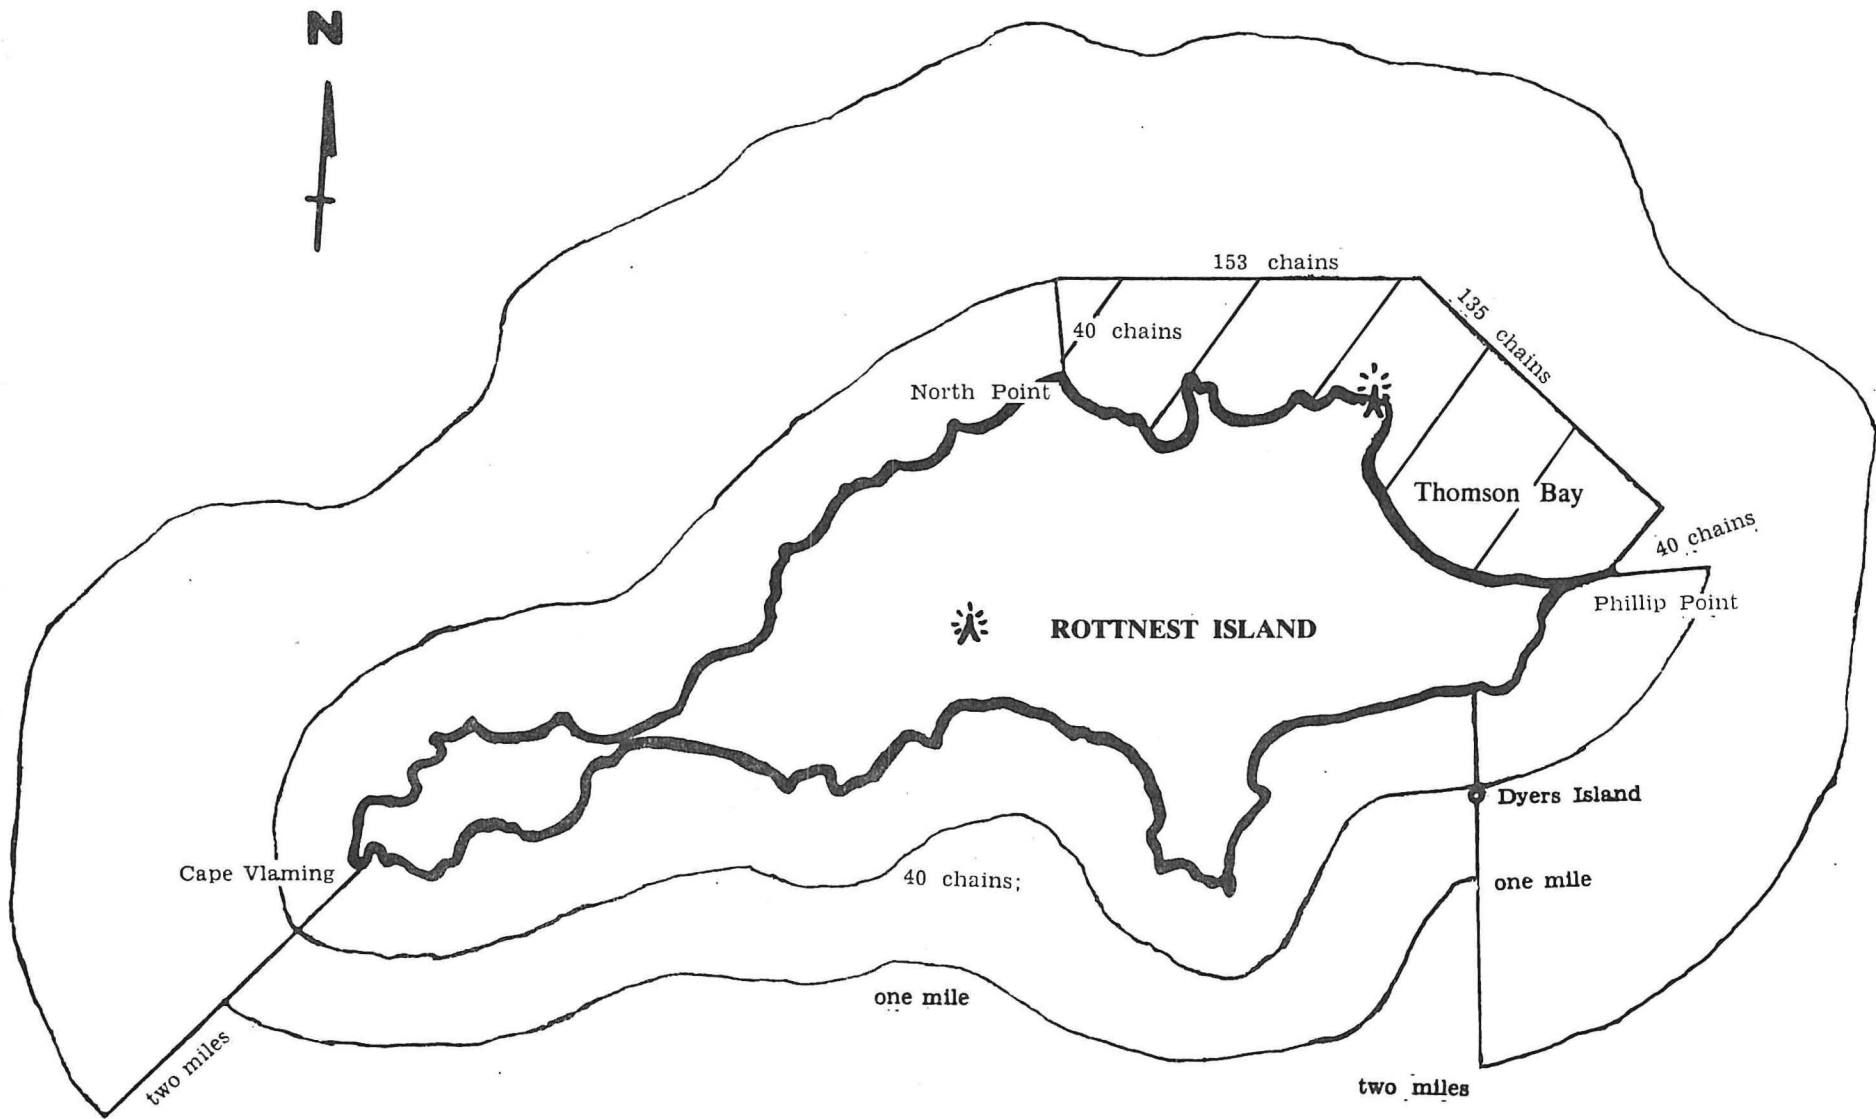 N
153 chains
135 chains
40 chains
North Point
Thomson Bay
40 chains
Phillip Point
ROTTNEST ISLAND
Dyers Island
Cape Vlaming
40 chains;
one mile
one mile
two miles
two miles